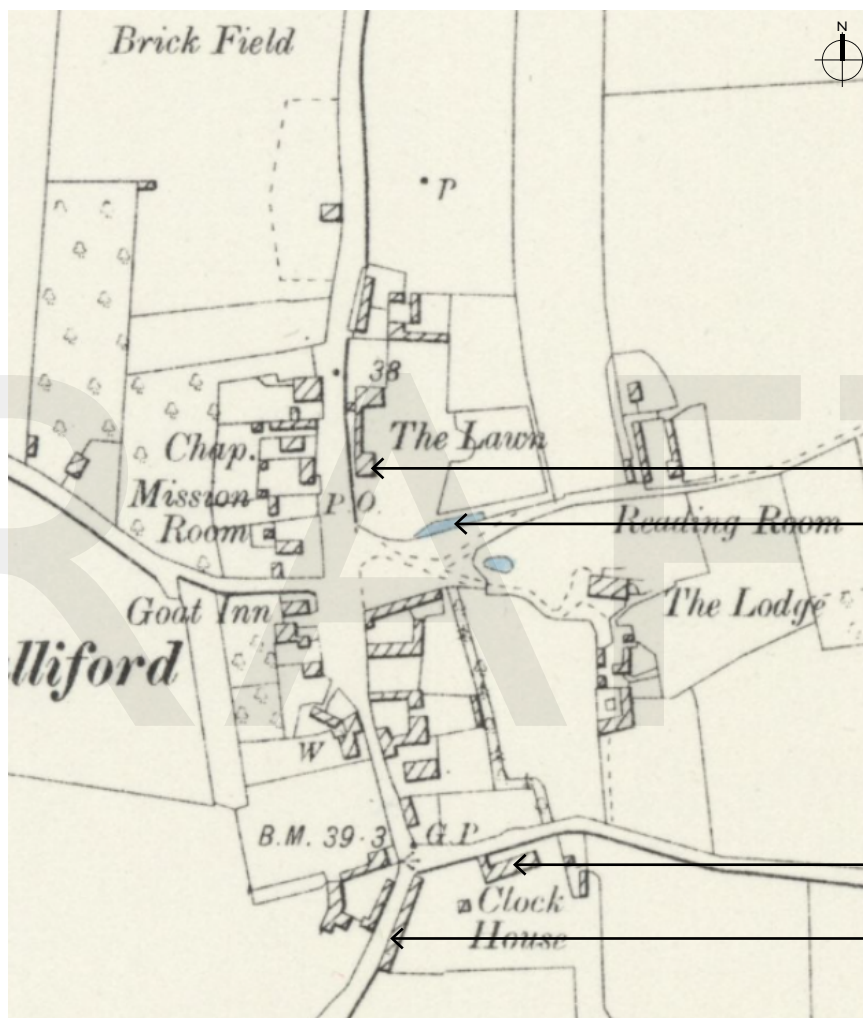 N
Brick Field
P
38
The Lawn
Chap.
Mission
Room
P.O.
Reading Room
Goat Inn
The Lodge
lliford
W
B.M. 39·3
G.P.
Clock
House
RAFT